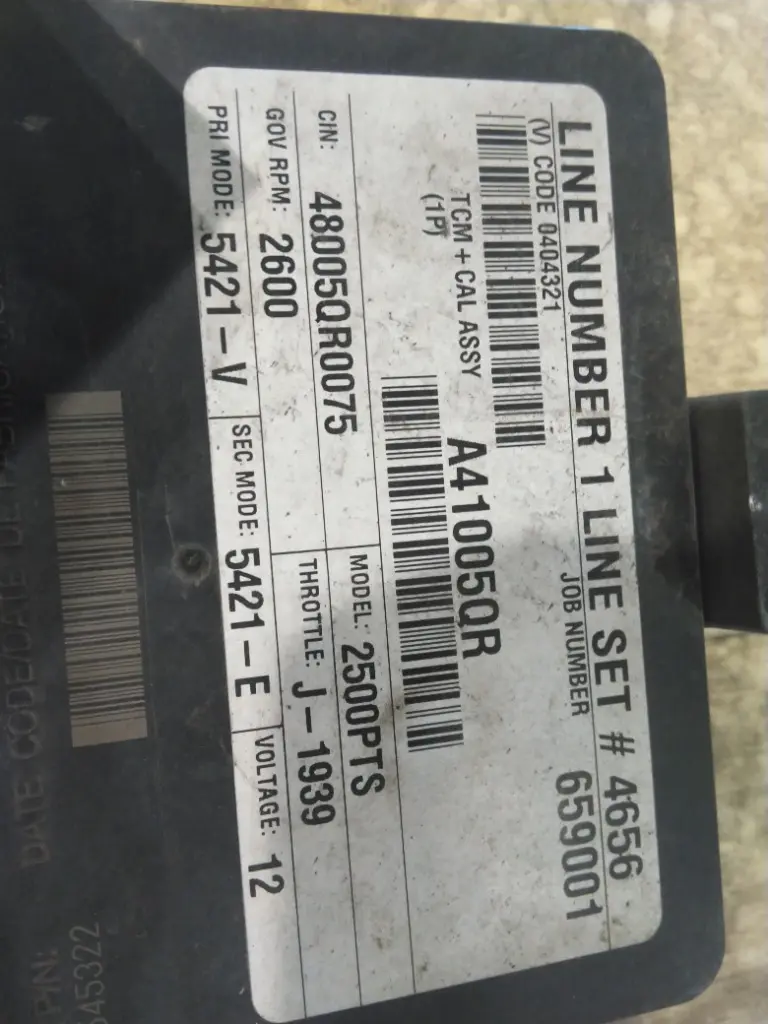 LINE NUMBER 1 LINE SET # 4656
(V) CODE 0404321
JOB NUMBER 659001
TCM + CAL ASSY
(1P)
A41005QR
CIN: 48005QR0075
MODEL: 2500PTS
GOV RPM: 2600
THROTTLE: J-1939
PRI MODE: 5421-V
SEC MODE: 5421-E
VOLTAGE: 12
DATE CODE/DATE
P/N: